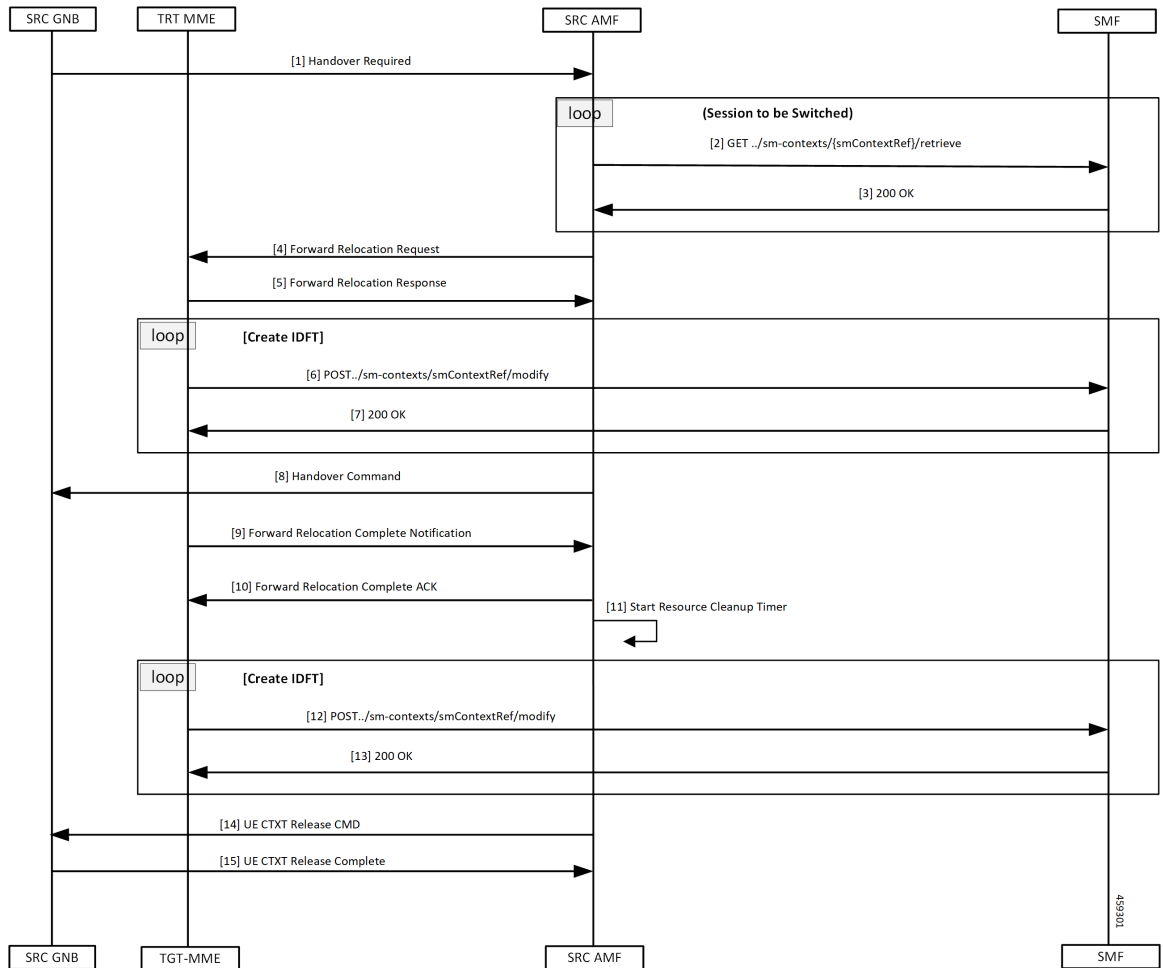 SRC GNB
TRT MME
SRC AMF
SMF
[1] Handover Required
loop
(Session to be Switched)
[2] GET ../sm-contexts/{smContextRef}/retrieve
[3] 200 OK
[4] Forward Relocation Request
[5] Forward Relocation Response
loop
[Create IDFT]
[6] POST../sm-contexts/smContextRef/modify
[7] 200 OK
[8] Handover Command
[9] Forward Relocation Complete Notification
[10] Forward Relocation Complete ACK
[11] Start Resource Cleanup Timer
loop
[Create IDFT]
[12] POST../sm-contexts/smContextRef/modify
[13] 200 OK
[14] UE CTXT Release CMD
[15] UE CTXT Release Complete
459301
SRC GNB
TGT-MME
SRC AMF
SMF